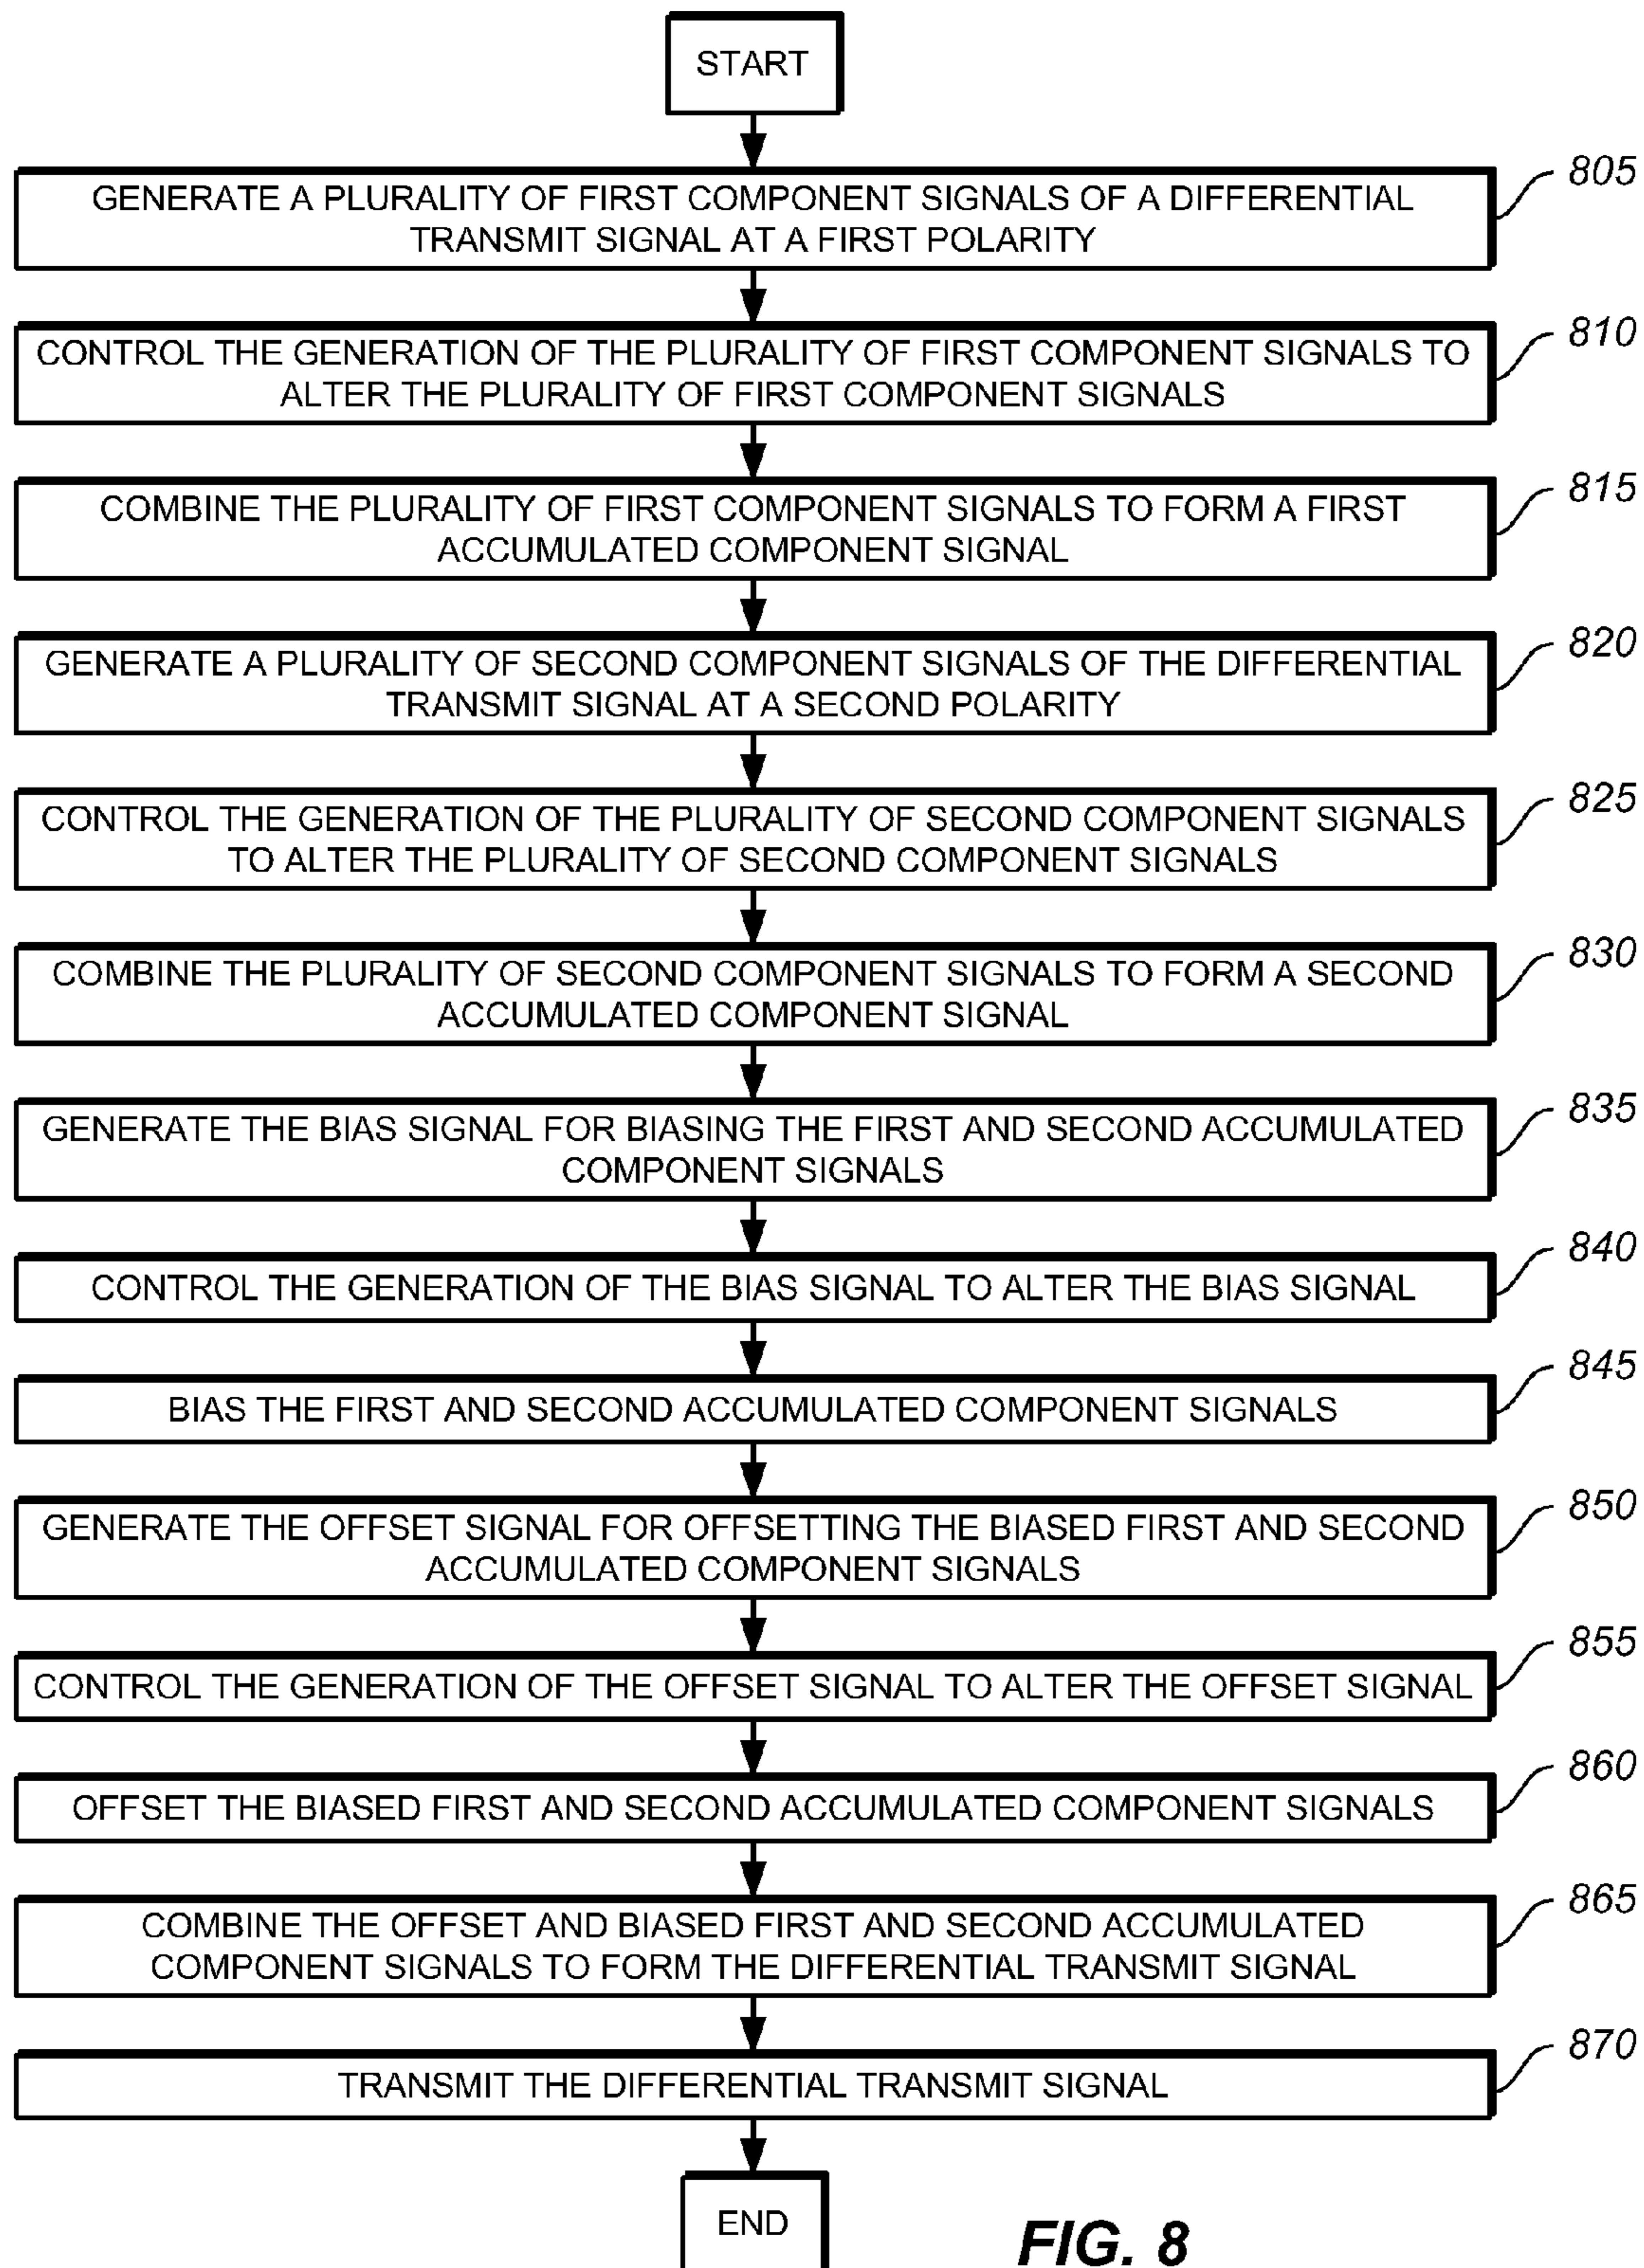 START
GENERATE A PLURALITY OF FIRST COMPONENT SIGNALS OF A DIFFERENTIAL
TRANSMIT SIGNAL AT A FIRST POLARITY
805
CONTROL THE GENERATION OF THE PLURALITY OF FIRST COMPONENT SIGNALS TO
ALTER THE PLURALITY OF FIRST COMPONENT SIGNALS
810
COMBINE THE PLURALITY OF FIRST COMPONENT SIGNALS TO FORM A FIRST
ACCUMULATED COMPONENT SIGNAL
815
GENERATE A PLURALITY OF SECOND COMPONENT SIGNALS OF THE DIFFERENTIAL
TRANSMIT SIGNAL AT A SECOND POLARITY
820
CONTROL THE GENERATION OF THE PLURALITY OF SECOND COMPONENT SIGNALS
TO ALTER THE PLURALITY OF SECOND COMPONENT SIGNALS
825
COMBINE THE PLURALITY OF SECOND COMPONENT SIGNALS TO FORM A SECOND
ACCUMULATED COMPONENT SIGNAL
830
GENERATE THE BIAS SIGNAL FOR BIASING THE FIRST AND SECOND ACCUMULATED
COMPONENT SIGNALS
835
CONTROL THE GENERATION OF THE BIAS SIGNAL TO ALTER THE BIAS SIGNAL
840
BIAS THE FIRST AND SECOND ACCUMULATED COMPONENT SIGNALS
845
GENERATE THE OFFSET SIGNAL FOR OFFSETTING THE BIASED FIRST AND SECOND
ACCUMULATED COMPONENT SIGNALS
850
CONTROL THE GENERATION OF THE OFFSET SIGNAL TO ALTER THE OFFSET SIGNAL
855
OFFSET THE BIASED FIRST AND SECOND ACCUMULATED COMPONENT SIGNALS
860
COMBINE THE OFFSET AND BIASED FIRST AND SECOND ACCUMULATED
COMPONENT SIGNALS TO FORM THE DIFFERENTIAL TRANSMIT SIGNAL
865
TRANSMIT THE DIFFERENTIAL TRANSMIT SIGNAL
870
END
FIG. 8